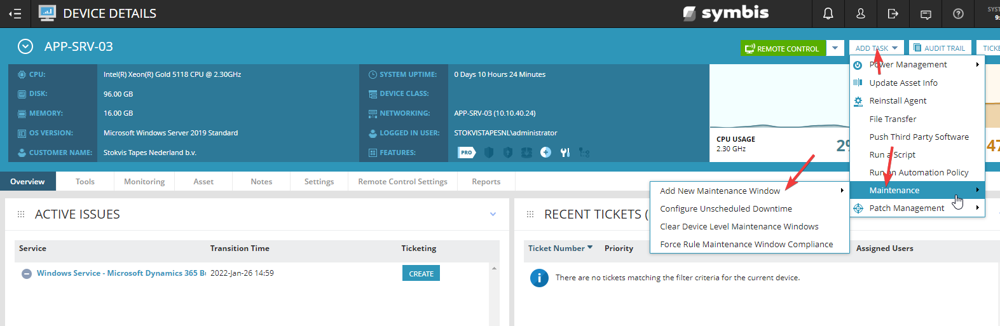 DEVICE DETAILS
symbis
SYST
9:
APP-SRV-03
REMOTE CONTROL
ADD TASK
AUDIT TRAIL
TICKE
CPU: Intel(R) Xeon(R) Gold 5118 CPU @ 2.30GHz
DISK: 96.00 GB
MEMORY: 16.00 GB
OS VERSION: Microsoft Windows Server 2019 Standard
CUSTOMER NAME: Stokvis Tapes Nederland b.v.
SYSTEM UPTIME: 0 Days 10 Hours 24 Minutes
DEVICE CLASS:
NETWORKING: APP-SRV-03 (10.10.40.24)
LOGGED IN USER: STOKVISTAPESNL\administrator
FEATURES: PRO
CPU USAGE
2.30 GHz
2%
47
Power Management
Update Asset Info
Reinstall Agent
File Transfer
Push Third Party Software
Run a Script
Run an Automation Policy
Maintenance
Patch Management
Add New Maintenance Window
Configure Unscheduled Downtime
Clear Device Level Maintenance Windows
Force Rule Maintenance Window Compliance
Overview Tools Monitoring Asset Notes Settings Remote Control Settings Reports
ACTIVE ISSUES
Service Transition Time Ticketing
Windows Service - Microsoft Dynamics 365 Bu 2022-Jan-26 14:59 CREATE
RECENT TICKETS (
Ticket Number Priority Assigned Users
There are no tickets matching the filter criteria for the current device.